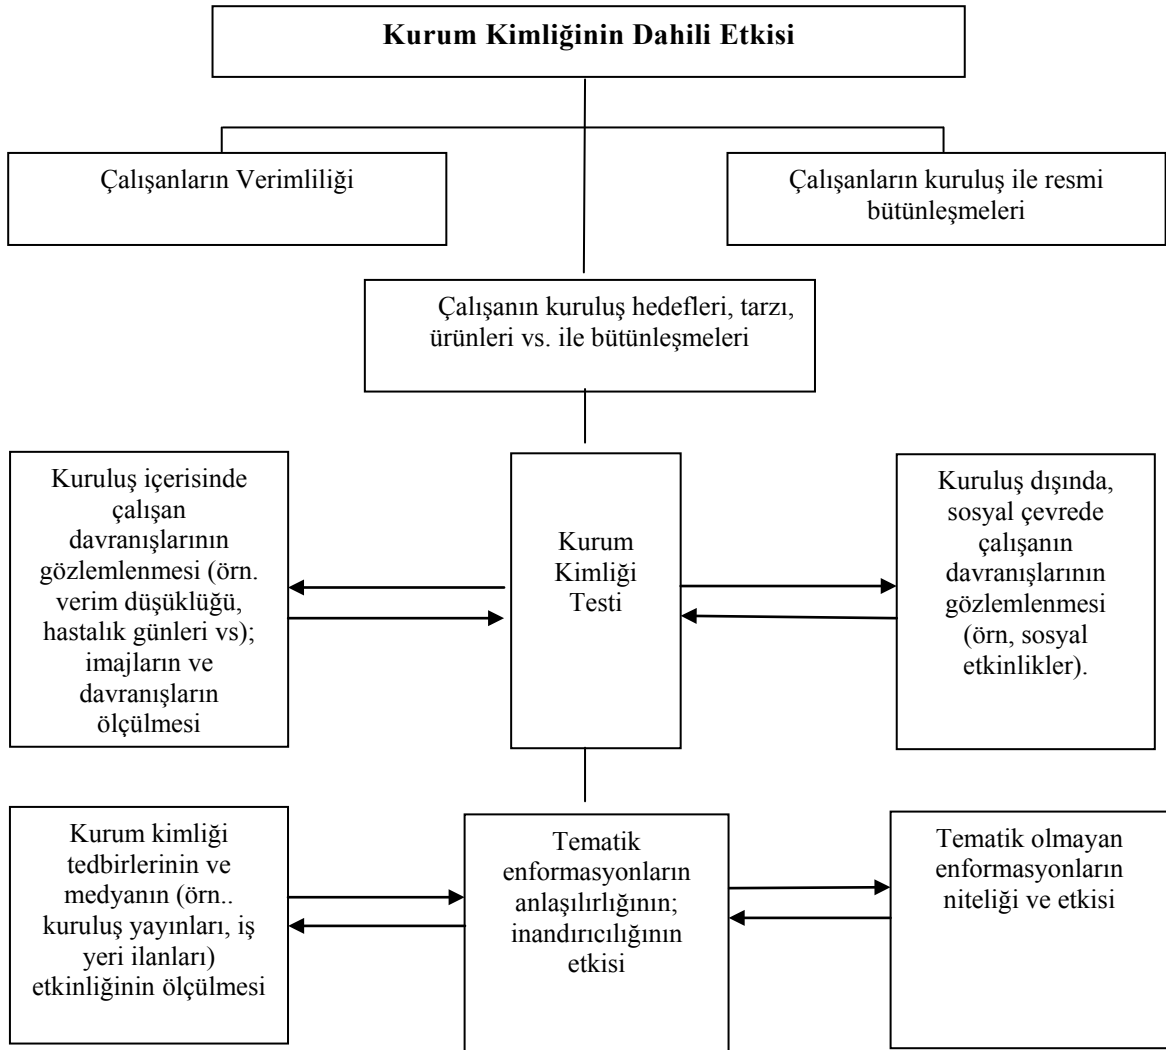 Kurum Kimliğinin Dahili Etkisi
Çalışanların Verimliliği
Çalışanların kuruluş ile resmi
bütünleşmeleri
Çalışanın kuruluş hedefleri, tarzı,
ürünleri vs. ile bütünleşmeleri
Kuruluş içerisinde
çalışan
davranışlarının
gözlemlenmesi (örn.
verim düşüklüğü,
hastalık günleri vs);
imajların ve
davranışların
ölçülmesi
Kurum
Kimliği
Testi
Kuruluş dışında,
sosyal çevrede
çalışanın
davranışlarının
gözlemlenmesi
(örn, sosyal
etkinlikler).
Kurum kimliği
tedbirlerinin ve
medyanın (örn..
kuruluş yayınları, iş
yeri ilanları)
etkinliğinin ölçülmesi
Tematik
enformasyonların
anlaşılırlığının;
inandırıcılığının
etkisi
Tematik olmayan
enformasyonların
niteliği ve etkisi